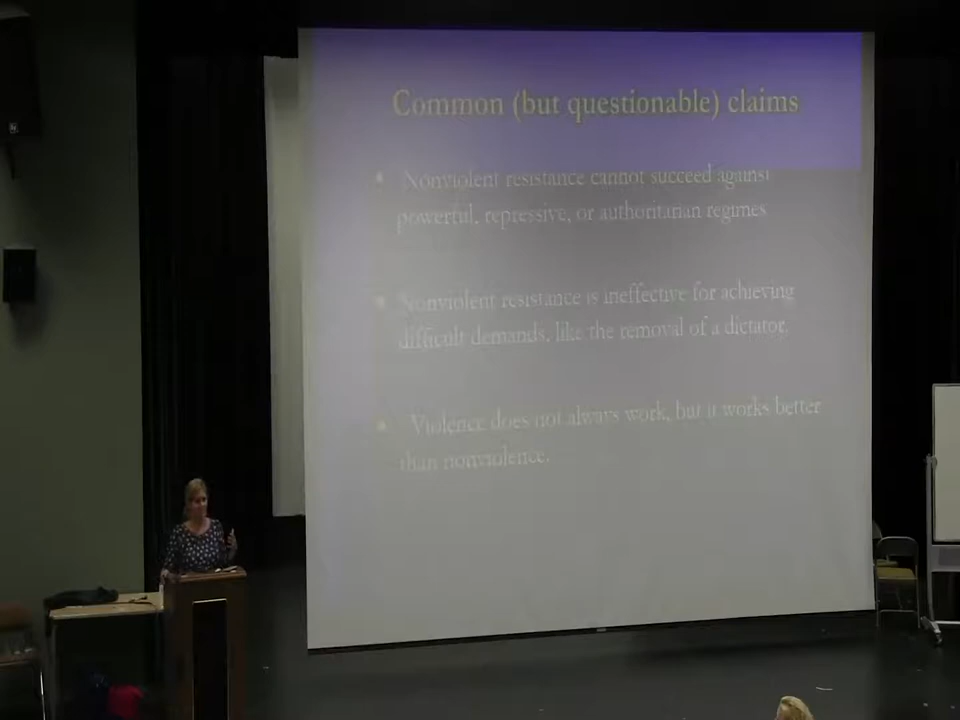 Common (but questionable) claims
• Nonviolent resistance cannot succeed against
powerful, repressive, or authoritarian regimes
• Nonviolent resistance is ineffective for achieving
difficult demands, like the removal of a dictator.
• Violence does not always work, but it works better
than nonviolence.